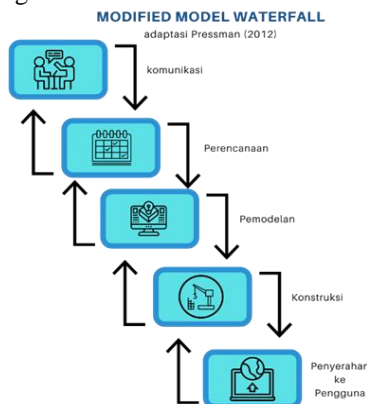 MODIFIED MODEL WATERFALL
adaptasi Pressman (2012)
komunikasi
Perencanaan
Pemodelan
Konstruksi
Penyerahan
ke
Pengguna